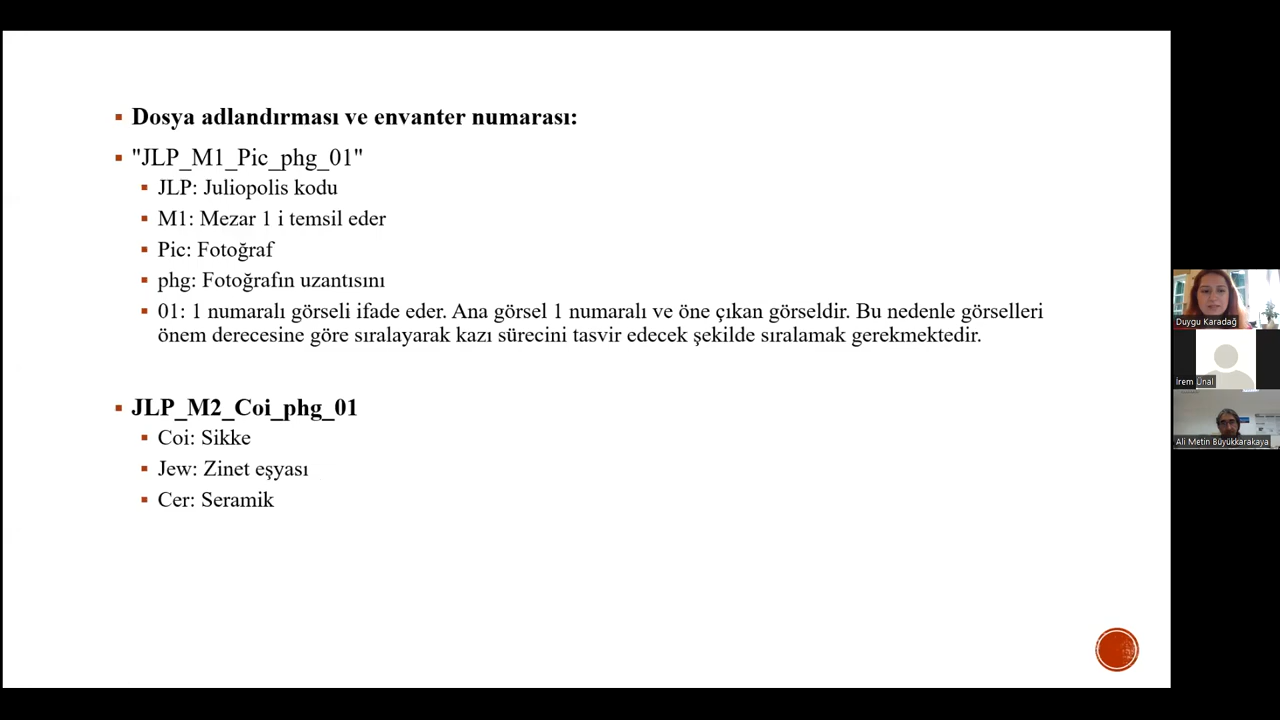 Dosya adlandırması ve envanter numarası:
"JLP_M1_Pic_phg_01"
JLP: Juliopolis kodu
M1: Mezar 1 i temsil eder
Pic: Fotoğraf
phg: Fotoğrafın uzantısını
01: 1 numaralı görseli ifade eder. Ana görsel 1 numaralı ve öne çıkan görseldir. Bu nedenle görselleri
önem derecesine göre sıralayarak kazı sürecini tasvir edecek şekilde sıralamak gerekmektedir.
JLP_M2_Coi_phg_01
Coi: Sikke
Jew: Zinet eşyası
Cer: Seramik
Duygu Karadağ
İrem Ünal
Ali Metin Büyükkarakaya